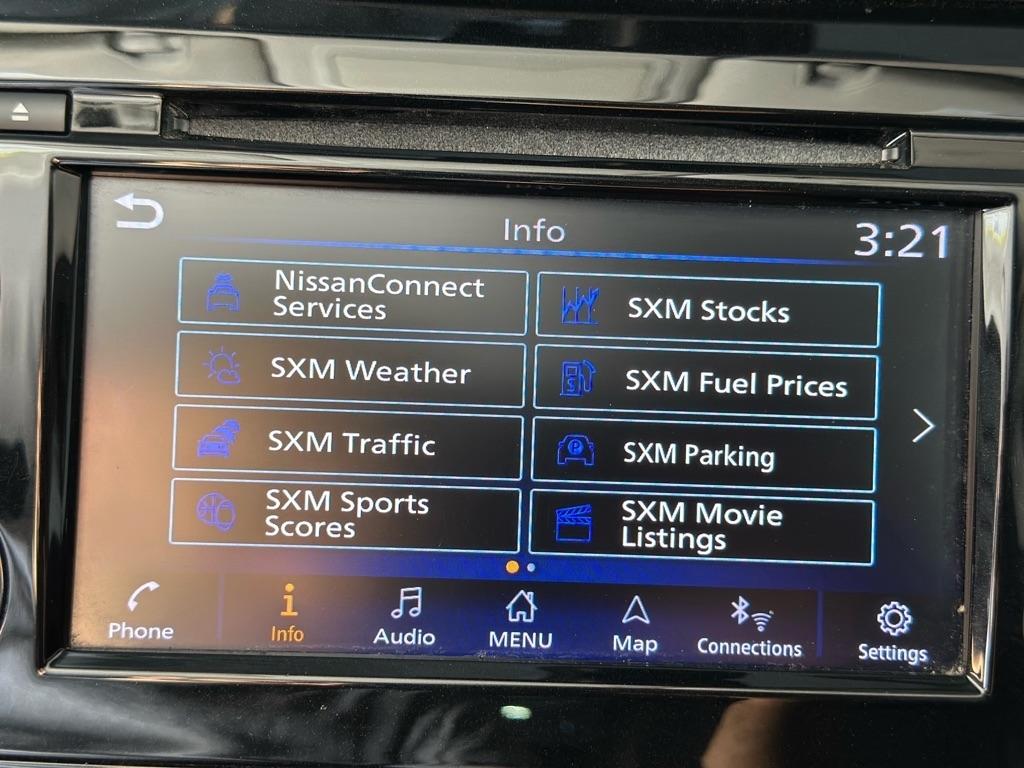 Info
3:21
NissanConnect
Services
SXM Stocks
SXM Weather
SXM Fuel Prices
SXM Traffic
SXM Parking
SXM Sports
Scores
SXM Movie
Listings
Phone
Info
Audio
MENU
Map
Connections
Settings